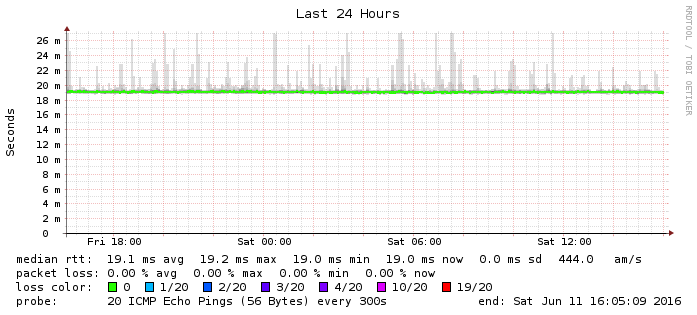 Last 24 Hours
RRDTOOL / TOBI OETIKER
Seconds
26 m
24 m
22 m
20 m
18 m
16 m
14 m
12 m
10 m
8 m
6 m
4 m
2 m
0
Fri 18:00 Sat 00:00 Sat 06:00 Sat 12:00
median rtt: 19.1 ms avg 19.2 ms max 19.0 ms min 19.0 ms now 0.0 ms sd 444.0 am/s
packet loss: 0.00 % avg 0.00 % max 0.00 % min 0.00 % now
loss color: 0 1/20 2/20 3/20 4/20 10/20 19/20
probe: 20 ICMP Echo Pings (56 Bytes) every 300s end: Sat Jun 11 16:05:09 2016